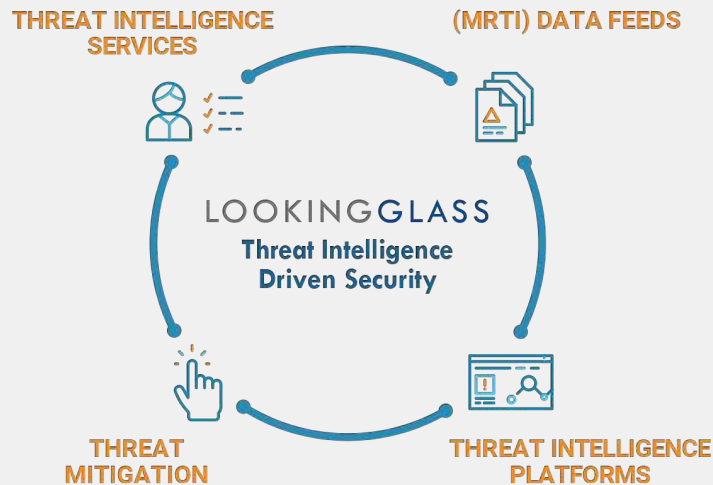 THREAT INTELLIGENCE
SERVICES
(MRTI) DATA FEEDS
LOOKINGGLASS
Threat Intelligence
Driven Security
THREAT
MITIGATION
THREAT INTELLIGENCE
PLATFORMS